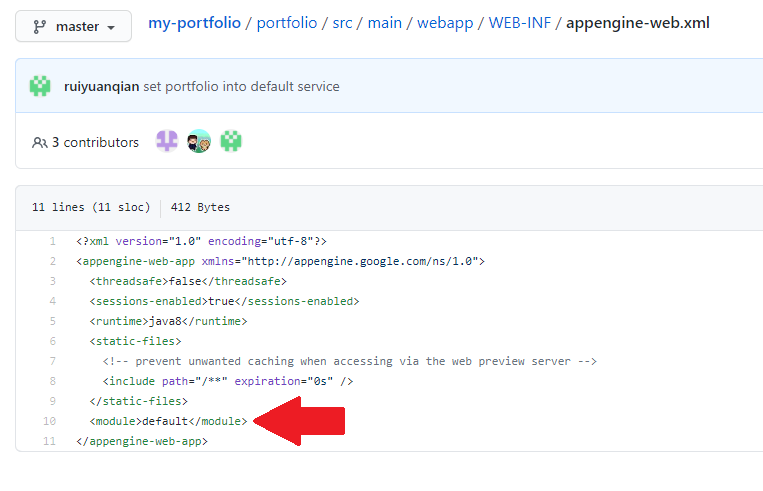 master my-portfolio / portfolio / src / main / webapp / WEB-INF / appengine-web.xml
ruiyuanqian set portfolio into default service
3 contributors
11 lines (11 sloc) 412 Bytes
1 <?xml version="1.0" encoding="utf-8"?>
2 <appengine-web-app xmlns="http://appengine.google.com/ns/1.0">
3 <threadsafe>false</threadsafe>
4 <sessions-enabled>true</sessions-enabled>
5 <runtime>java8</runtime>
6 <static-files>
7 <!-- prevent unwanted caching when accessing via the web preview server -->
8 <include path="/**" expiration="0s" />
9 </static-files>
10 <module>default</module>
11 </appengine-web-app>